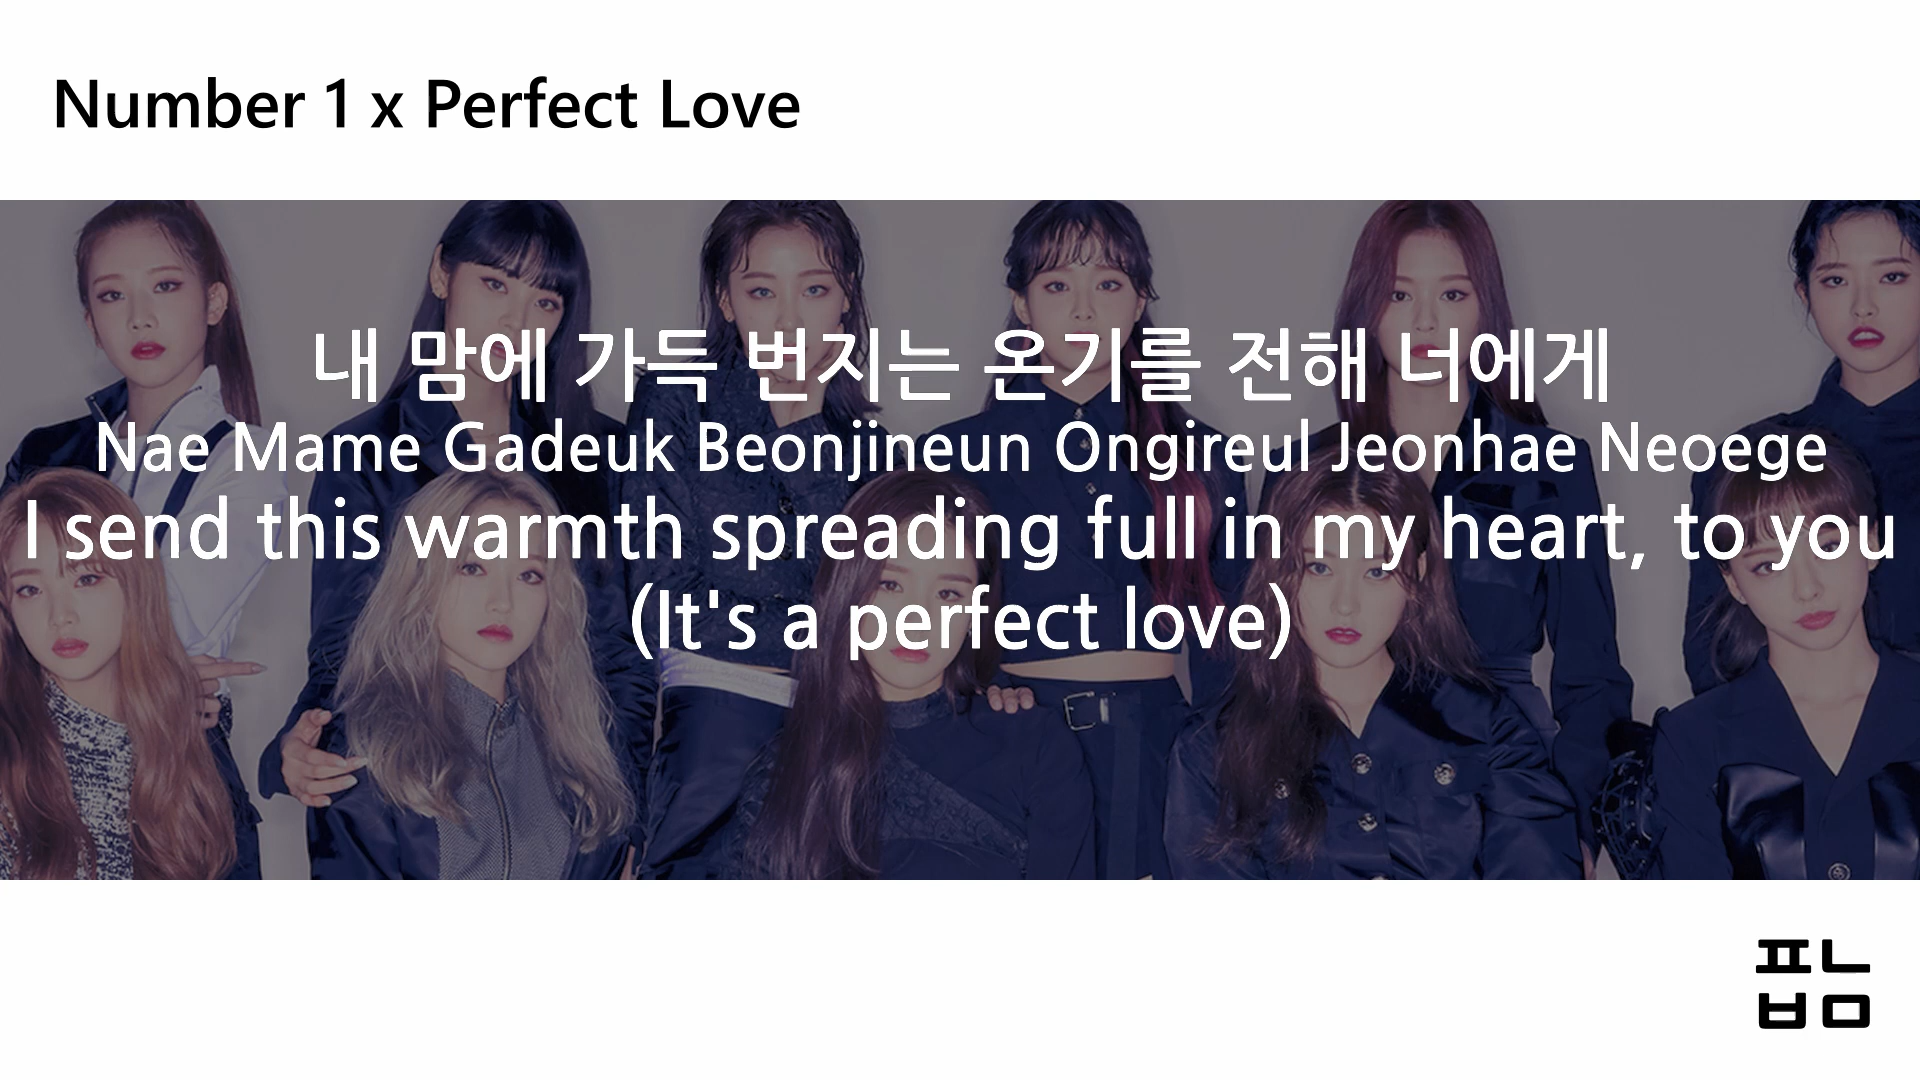 Number 1 x Perfect Love
내 맘에 가득 번지는 온기를 전해 너에게
Nae Mame Gadeuk Beonjineun Ongireul Jeonhae Neoege
I send this warmth spreading full in my heart, to you
(It's a perfect love)
ㅍㄴ
ㅂㅁ